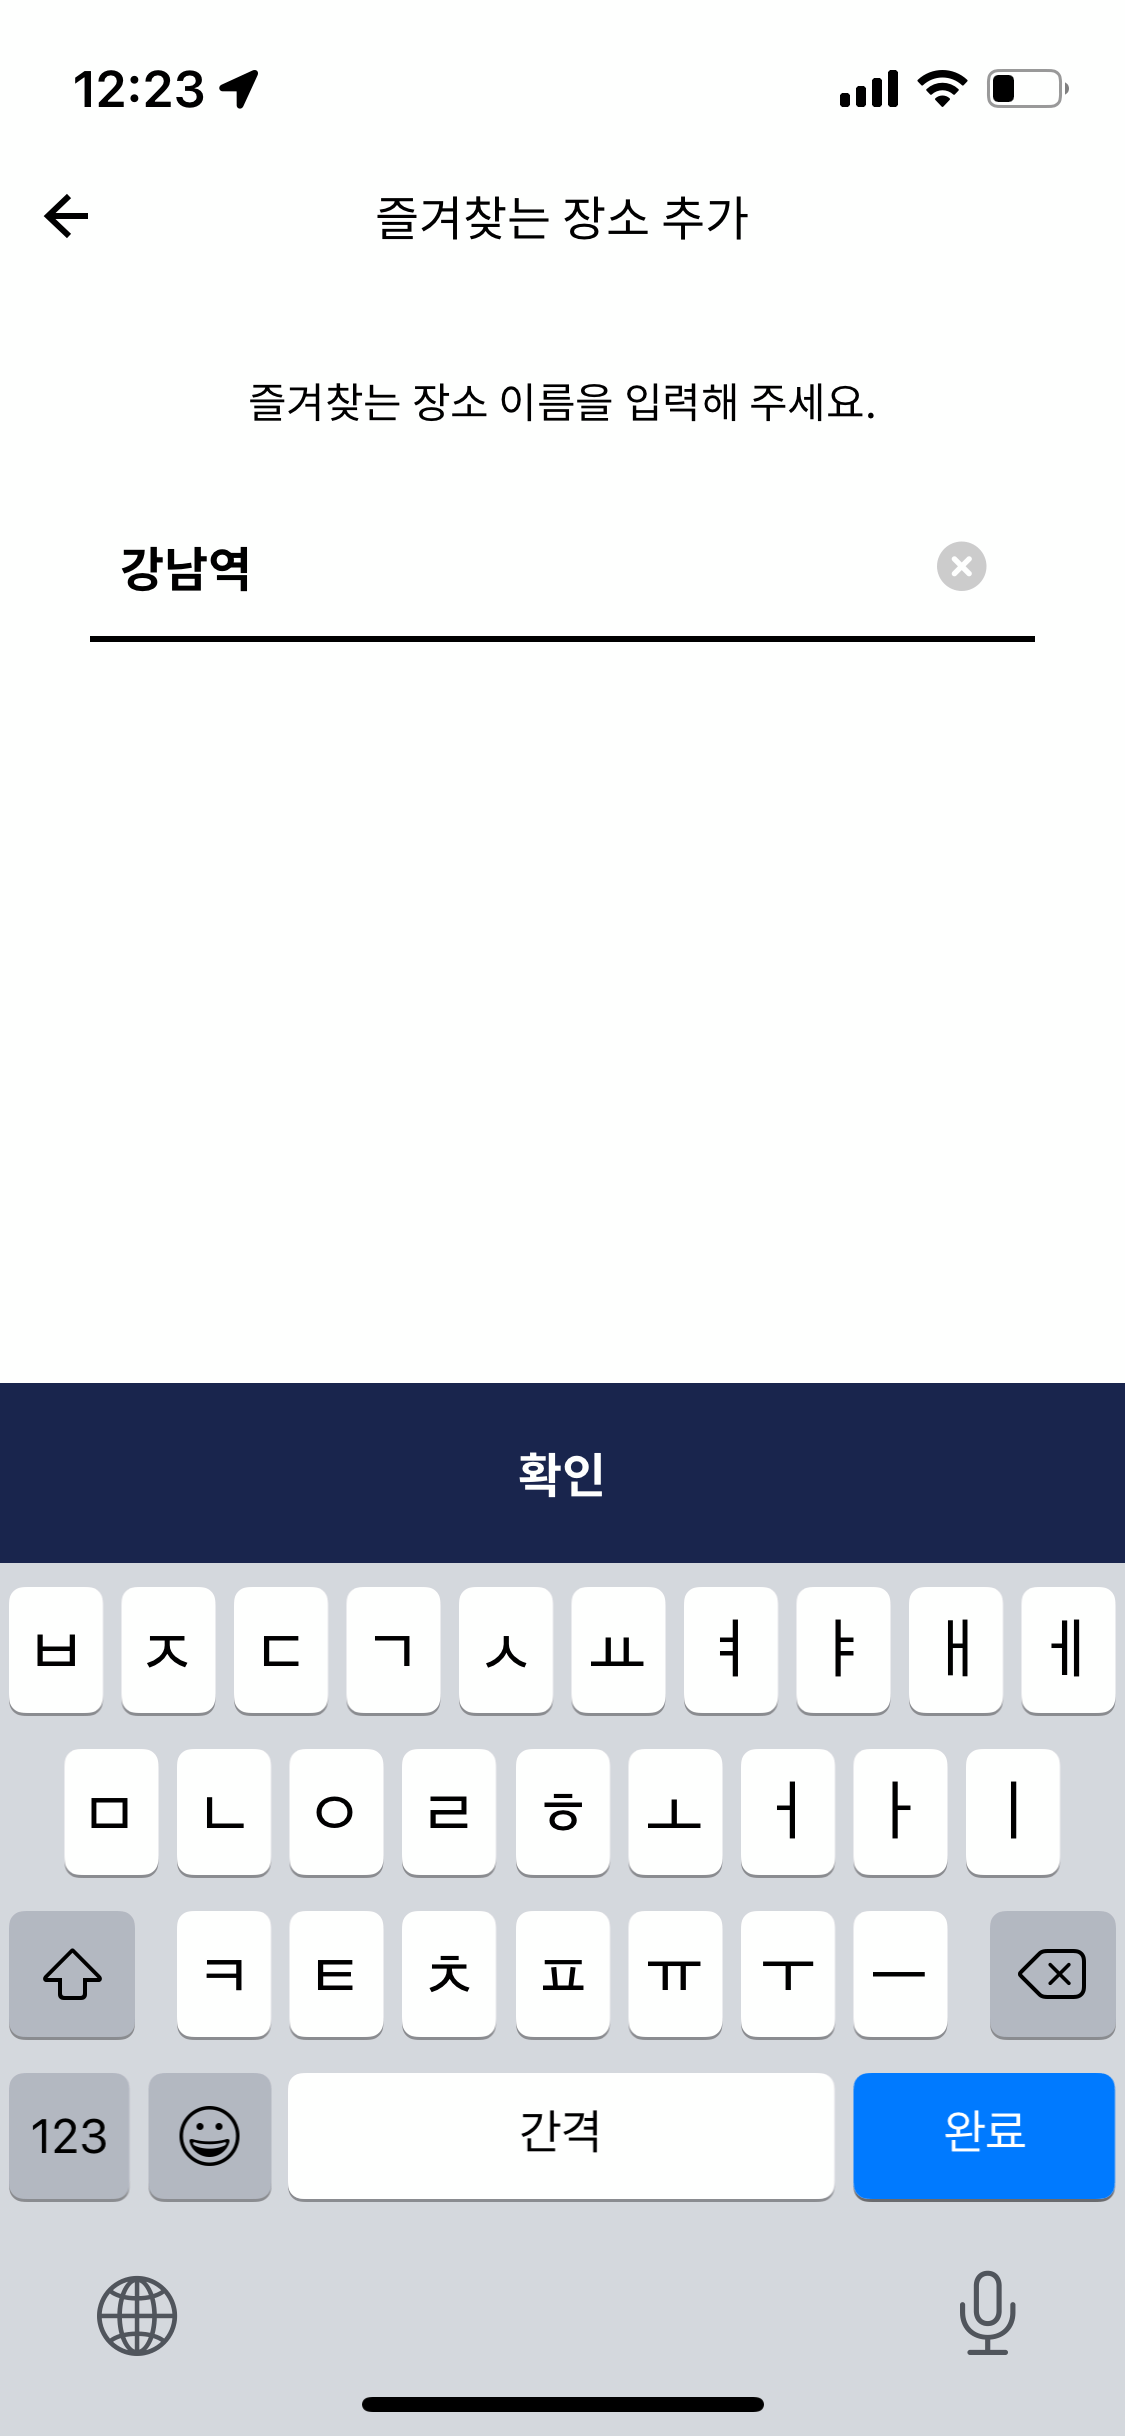 12:23
즐겨찾는 장소 추가
즐겨찾는 장소 이름을 입력해 주세요.
강남역
확인
ㅂ ㅈ ㄷ ㄱ ㅅ ㅛ ㅕ ㅑ ㅐ ㅔ
ㅁ ㄴ ㅇ ㄹ ㅎ ㅗ ㅓ ㅏ ㅣ
ㅋ ㅌ ㅊ ㅍ ㅠ ㅜ ㅡ
123 간격 완료